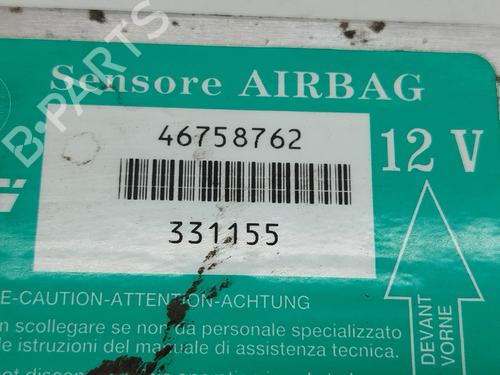 B-PARTS
Sensore AIRBAG
46758762
12 V
331155
DEVANT
VORNE
-CAUTION-ATTENTION-ACHTUNG
scollegare se non da personale specializzato
istruzioni del manuale di assistenza tecnica.